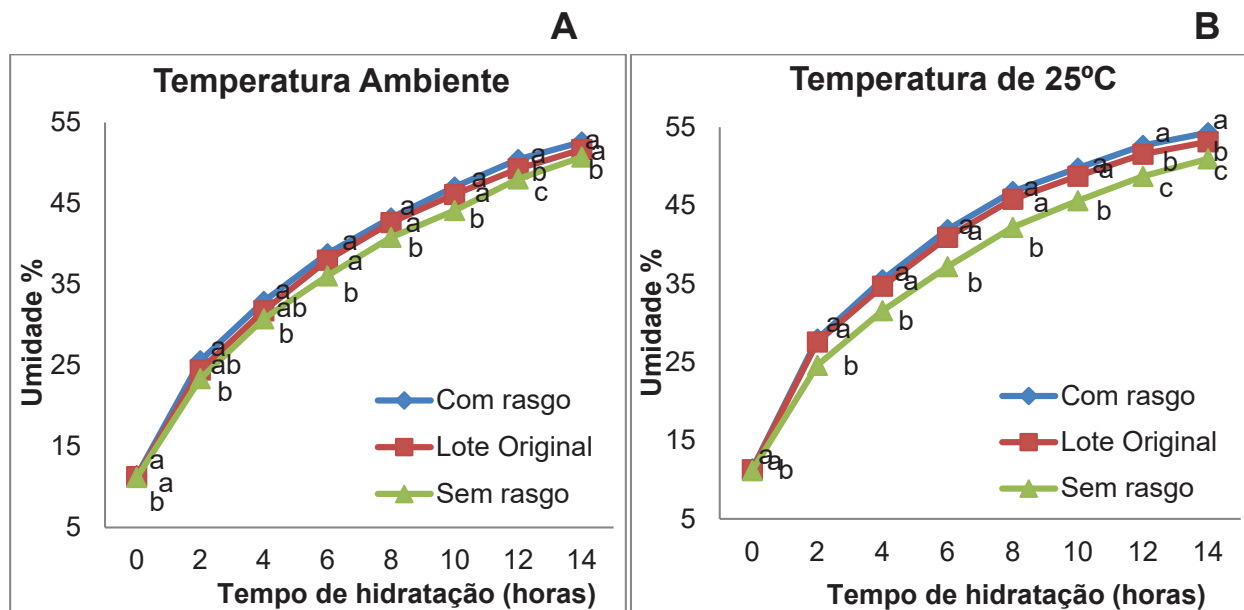 A
Temperatura Ambiente
Umidade %
55
45
35
25
15
5
a
a
b
a
ab
b
a
ab
b
a
a
b
a
a
b
a
a
b
a
b
c
a
a
b
Com rasgo
Lote Original
Sem rasgo
0 2 4 6 8 10 12 14
Tempo de hidratação (horas)
B
Temperatura de 25ºC
Umidade %
55
45
35
25
15
5
a
a
b
a
a
b
a
a
b
a
a
b
a
a
b
a
a
b
a
b
c
a
b
c
Com rasgo
Lote Original
Sem rasgo
0 2 4 6 8 10 12 14
Tempo de hidratação (horas)